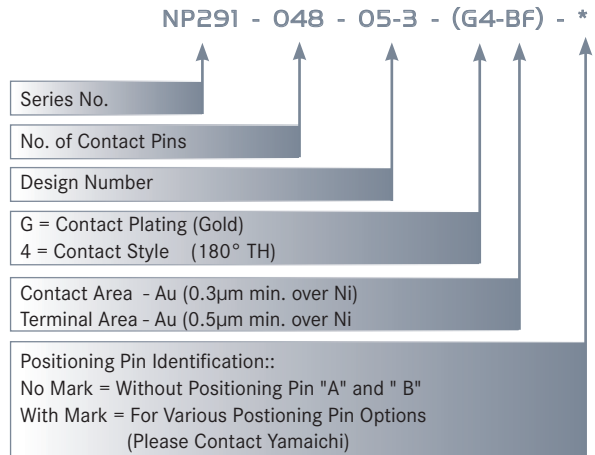 NP291 - 048 - 05-3 - (G4-BF) - *
Series No.
No. of Contact Pins
Design Number
G = Contact Plating (Gold)
4 = Contact Style (180° TH)
Contact Area - Au (0.3µm min. over Ni)
Terminal Area - Au (0.5µm min. over Ni
Positioning Pin Identification::
No Mark = Without Positioning Pin "A" and " B"
With Mark = For Various Postioning Pin Options
(Please Contact Yamaichi)